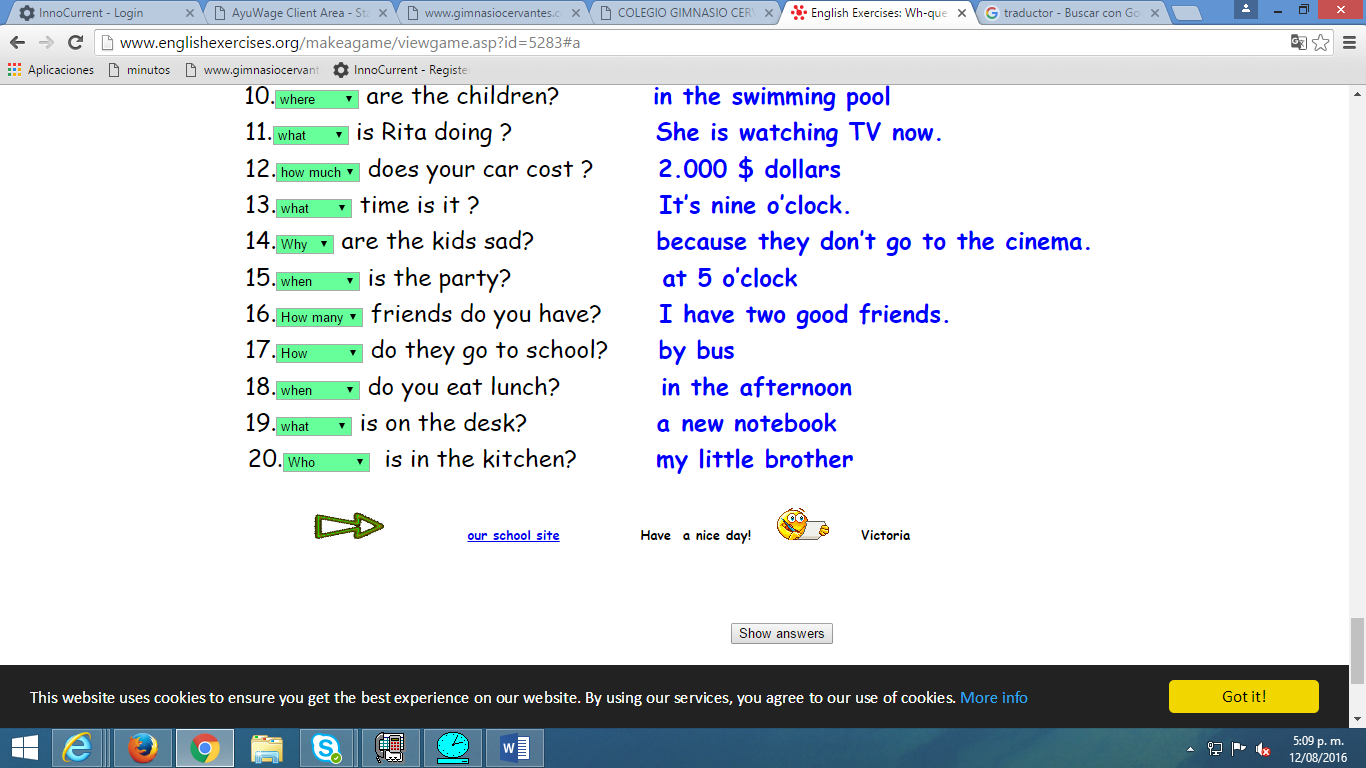 InnoCurrent - Login
AyuWage Client Area - Sta
www.gimnasiocervantes.c
COLEGIO GIMNASIO CER
English Exercises: Wh-que
traductor - Buscar con Go
www.englishexercises.org/makeagame/viewgame.asp?id=5283#a
Aplicaciones minutos www.gimnasiocervant InnoCurrent - Registe
10. where are the children? in the swimming pool
11. what is Rita doing ? She is watching TV now.
12. how much does your car cost ? 2.000 $ dollars
13. what time is it ? It's nine o'clock.
14. Why are the kids sad? because they don't go to the cinema.
15. when is the party? at 5 o'clock
16. How many friends do you have? I have two good friends.
17. How do they go to school? by bus
18. when do you eat lunch? in the afternoon
19. what is on the desk? a new notebook
20. Who is in the kitchen? my little brother
our school site Have a nice day! Victoria
Show answers
This website uses cookies to ensure you get the best experience on our website. By using our services, you agree to our use of cookies. More info Got it!
5:09 p. m.
12/08/2016